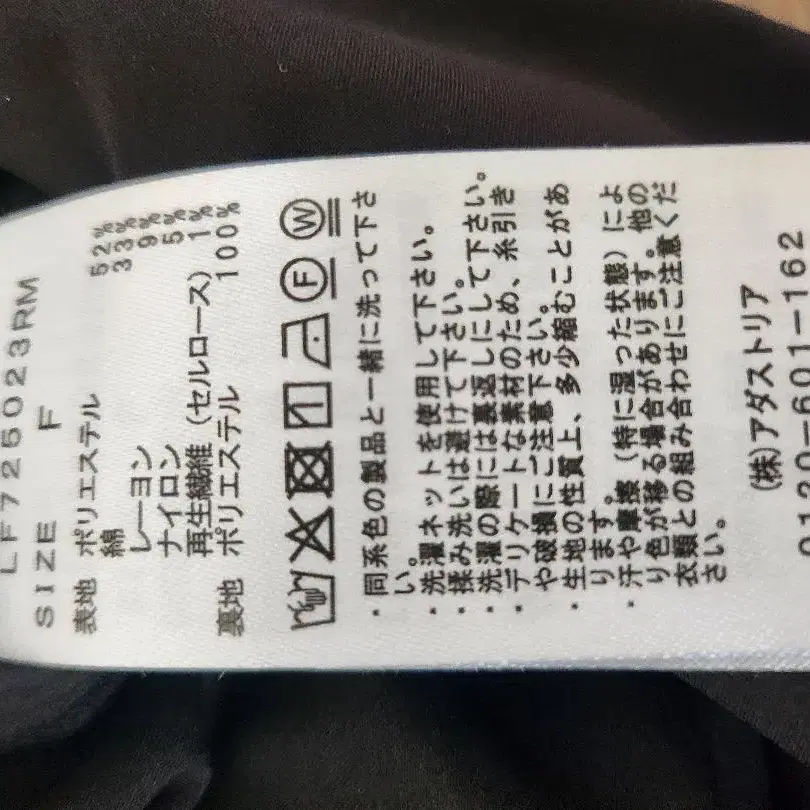 LF725023RM
SIZE F
表地 ポリエステル 52%
綿 33%
レーヨン 9%
ナイロン 5%
再生繊維(セルロース) 1%
裏地 ポリエステル 100%
F W
・同系色の製品と一緒に洗って下さ
い。
・洗濯ネットを使用して下さい。
・揉み洗いは避けて下さい。
・洗濯の際には裏返しにして下さい。
・デリケートな素材のため、糸引き
や破損にご注意下さい。
・生地の性質上、多少縮むことがあ
ります。
・汗や摩擦(特に湿った状態)によ
り色が移る場合があります。他の
衣類との組み合わせにご注意くだ
さい。
(株)アダストリア
0120-601-162